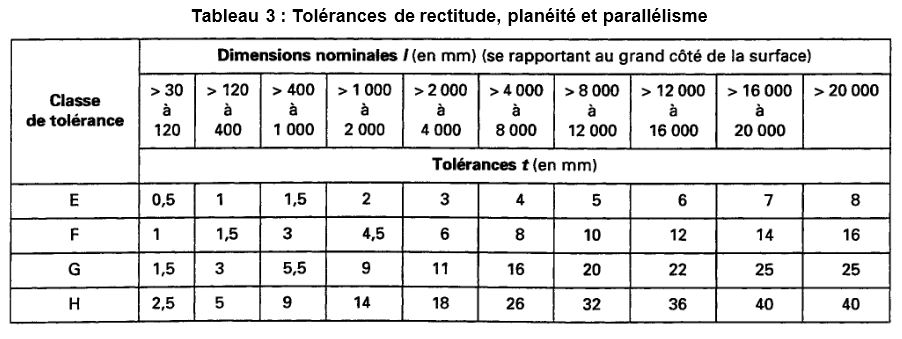 Tableau 3 : Tolérances de rectitude, planéité et parallélisme
Classe de tolérance
Dimensions nominales l (en mm) (se rapportant au grand côté de la surface)
> 30 à 120 > 120 à 400 > 400 à 1 000 > 1 000 à 2 000 > 2 000 à 4 000 > 4 000 à 8 000 > 8 000 à 12 000 > 12 000 à 16 000 > 16 000 à 20 000 > 20 000
Tolérances t (en mm)
E 0,5 1 1,5 2 3 4 5 6 7 8
F 1 1,5 3 4,5 6 8 10 12 14 16
G 1,5 3 5,5 9 11 16 20 22 25 25
H 2,5 5 9 14 18 26 32 36 40 40